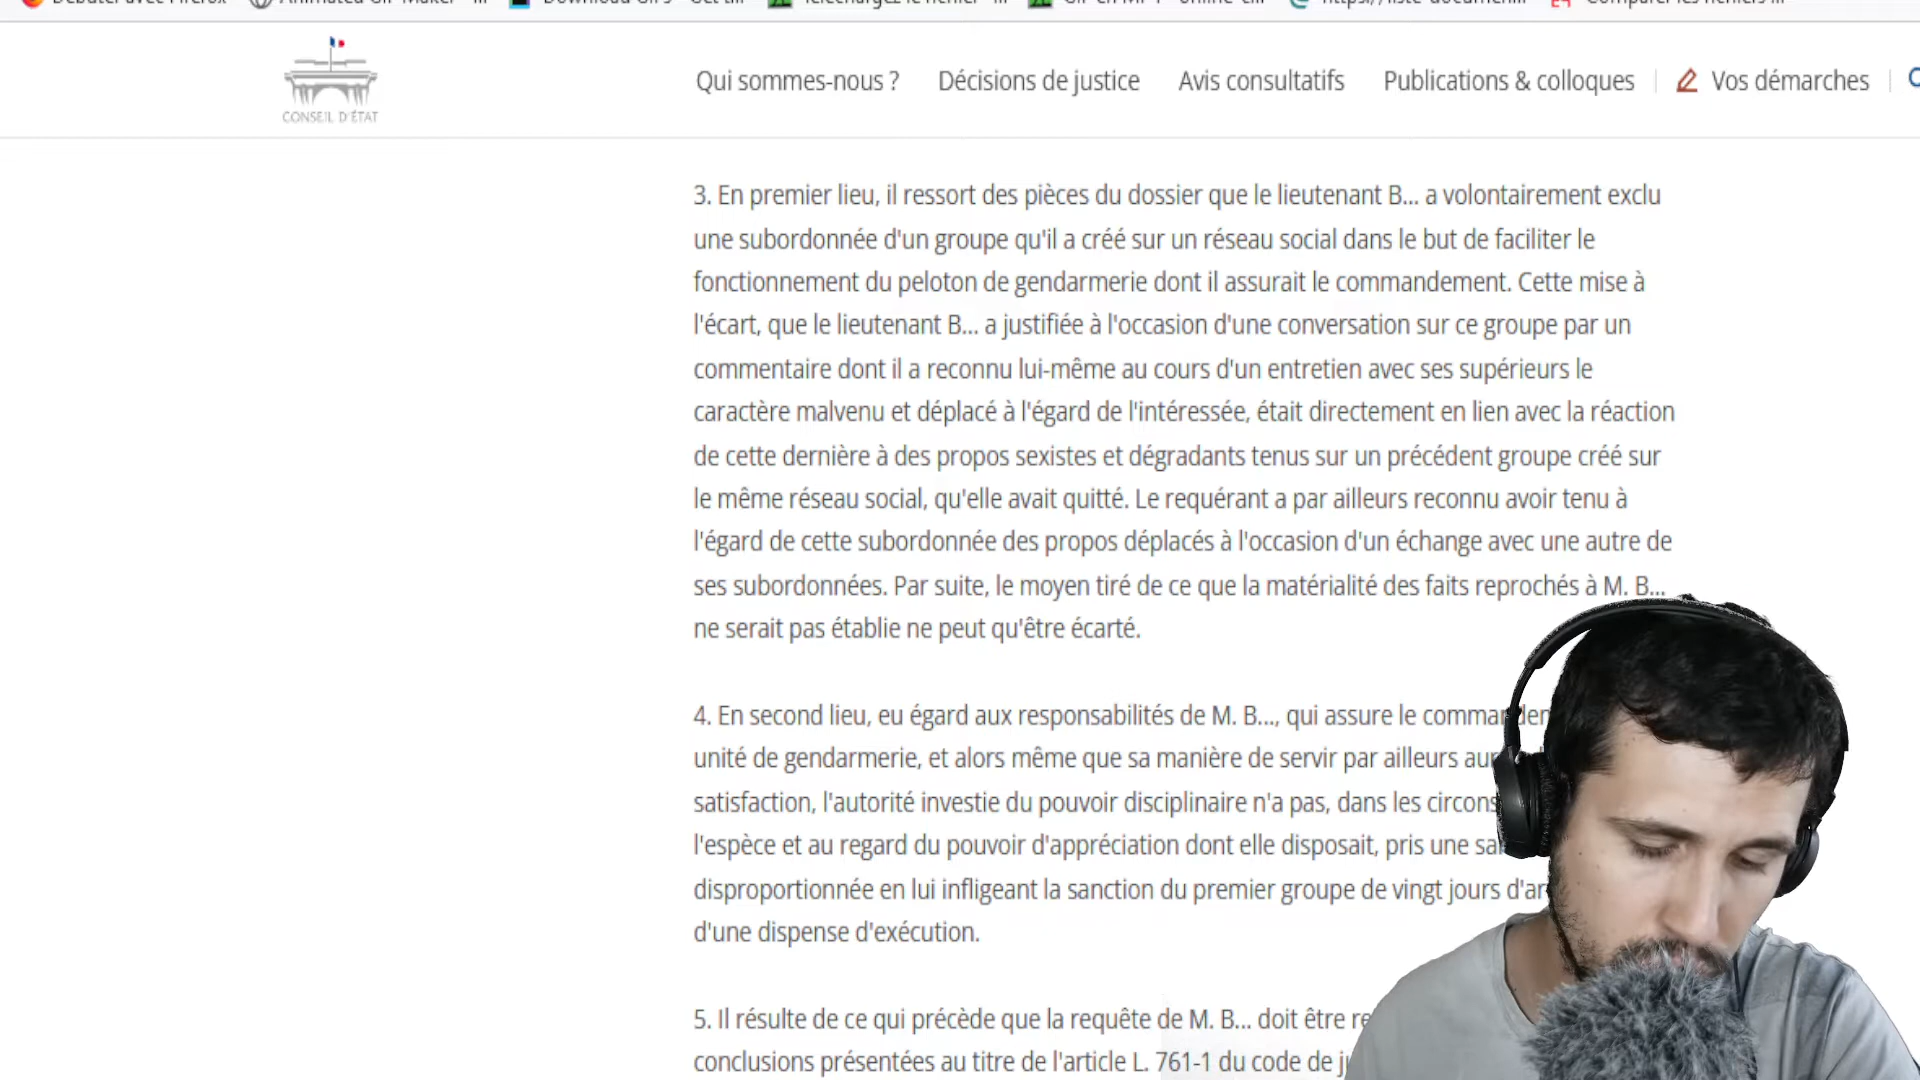 Qui sommes-nous ? Décisions de justice Avis consultatifs Publications & colloques Vos démarches
CONSEIL D'ÉTAT
3. En premier lieu, il ressort des pièces du dossier que le lieutenant B... a volontairement exclu
une subordonnée d'un groupe qu'il a créé sur un réseau social dans le but de faciliter le
fonctionnement du peloton de gendarmerie dont il assurait le commandement. Cette mise à
l'écart, que le lieutenant B... a justifiée à l'occasion d'une conversation sur ce groupe par un
commentaire dont il a reconnu lui-même au cours d'un entretien avec ses supérieurs le
caractère malvenu et déplacé à l'égard de l'intéressée, était directement en lien avec la réaction
de cette dernière à des propos sexistes et dégradants tenus sur un précédent groupe créé sur
le même réseau social, qu'elle avait quitté. Le requérant a par ailleurs reconnu avoir tenu à
l'égard de cette subordonnée des propos déplacés à l'occasion d'un échange avec une autre de
ses subordonnées. Par suite, le moyen tiré de ce que la matérialité des faits reprochés à M. B...
ne serait pas établie ne peut qu'être écarté.
4. En second lieu, eu égard aux responsabilités de M. B..., qui assure le
unité de gendarmerie, et alors même que sa manière de servir par ailleurs
satisfaction, l'autorité investie du pouvoir disciplinaire n'a pas, dans les
l'espèce et au regard du pouvoir d'appréciation dont elle disposait, pris une
disproportionnée en lui infligeant la sanction du premier groupe de vingt jours
d'une dispense d'exécution.
5. Il résulte de ce qui précède que la requête de M. B... doit être
conclusions présentées au titre de l'article L. 761-1 du code de